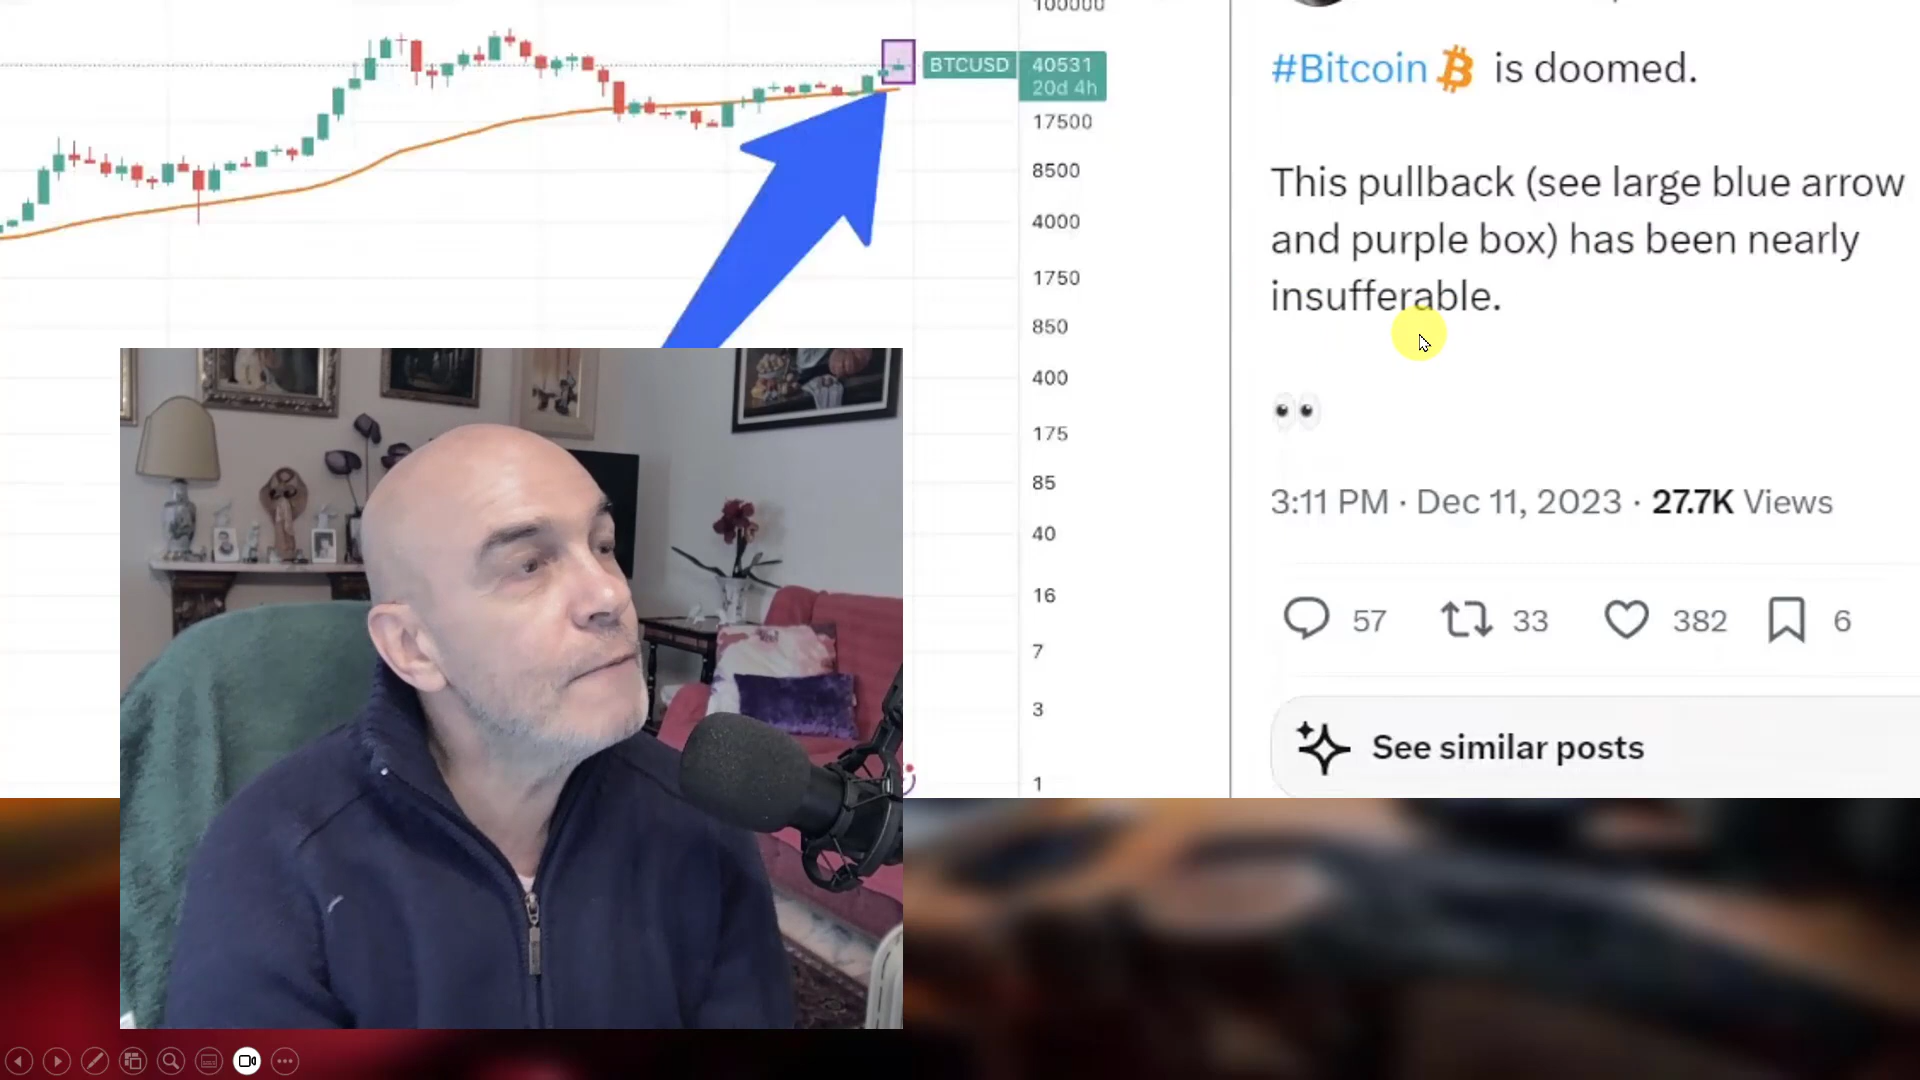 100000
BTCUSD 40531
20d 4h
17500
8500
4000
1750
850
400
175
85
40
16
7
3
1
#Bitcoin is doomed.
This pullback (see large blue arrow
and purple box) has been nearly
insufferable.
👀
3:11 PM · Dec 11, 2023 · 27.7K Views
57 33 382 6
See similar posts